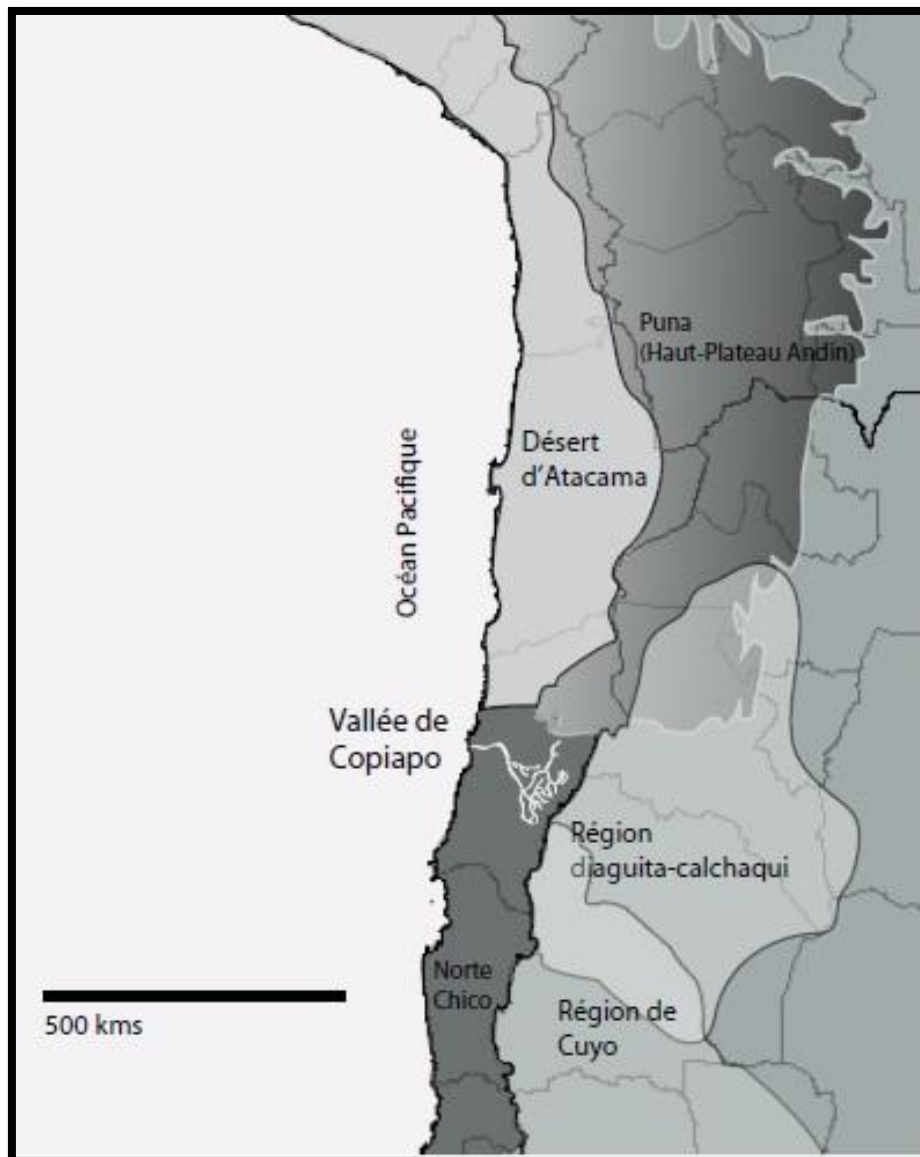 Puna
(Haut-Plateau Andin)
Désert
d'Atacama
Océan Pacifique
Vallée de
Copiapo
Région
diaguita-calchaqui
Norte
Chico
500 kms
Région de
Cuyo